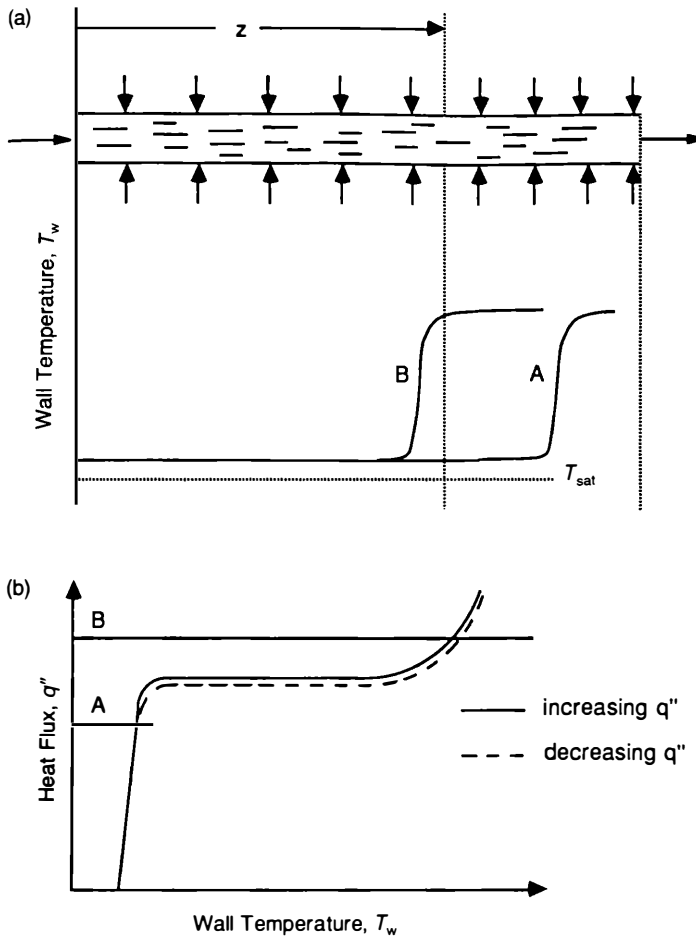 (a)
z
Wall Temperature, T_w
B
A
T_sat
(b)
B
A
Heat Flux, q"
increasing q"
decreasing q"
Wall Temperature, T_w